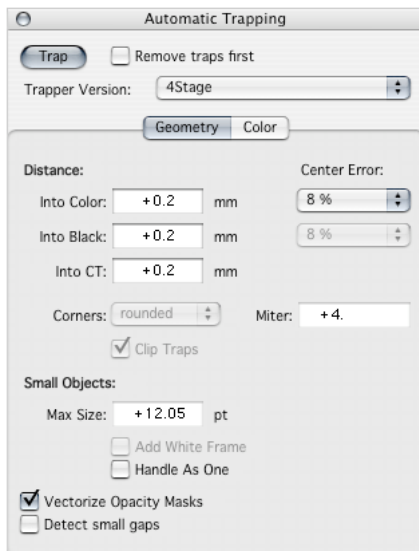 Automatic Trapping
Trap Remove traps first
Trapper Version: 4Stage
Geometry Color
Distance: Center Error:
Into Color: +0.2 mm 8 %
Into Black: +0.2 mm 8 %
Into CT: +0.2 mm
Corners: rounded Miter: +4.
Clip Traps
Small Objects:
Max Size: +12.05 pt
Add White Frame
Handle As One
Vectorize Opacity Masks
Detect small gaps